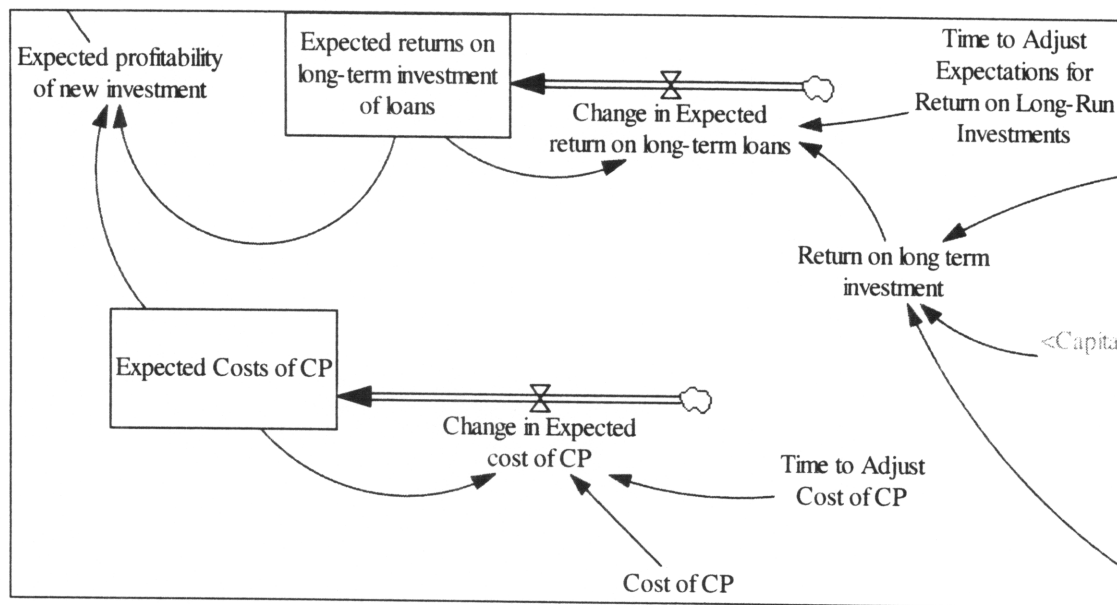 Expected profitability
of new investment
Expected returns on
long-term investment
of loans
Change in Expected
return on long-term loans
Time to Adjust
Expectations for
Return on Long-Run
Investments
Return on long term
investment
<Capita
Expected Costs of CP
Change in Expected
cost of CP
Time to Adjust
Cost of CP
Cost of CP